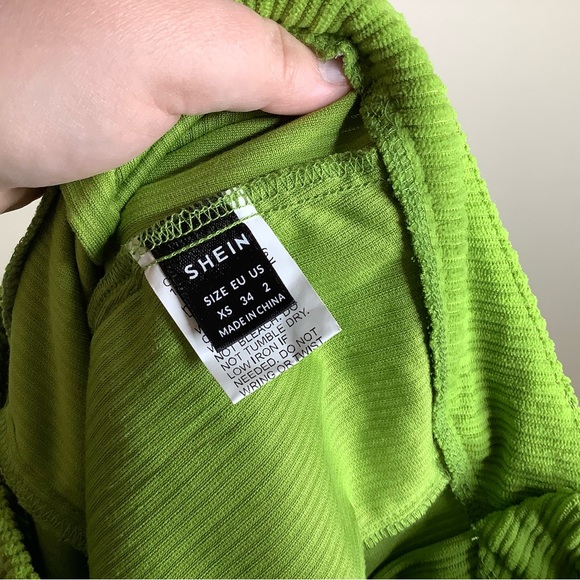 SHEIN
SIZE EU US
XS 34 2
MADE IN CHINA
NOT BLEACH. DO
NOT TUMBLE DRY.
LOW IRON IF
NEEDED, DO NOT
WRING OR TWIST